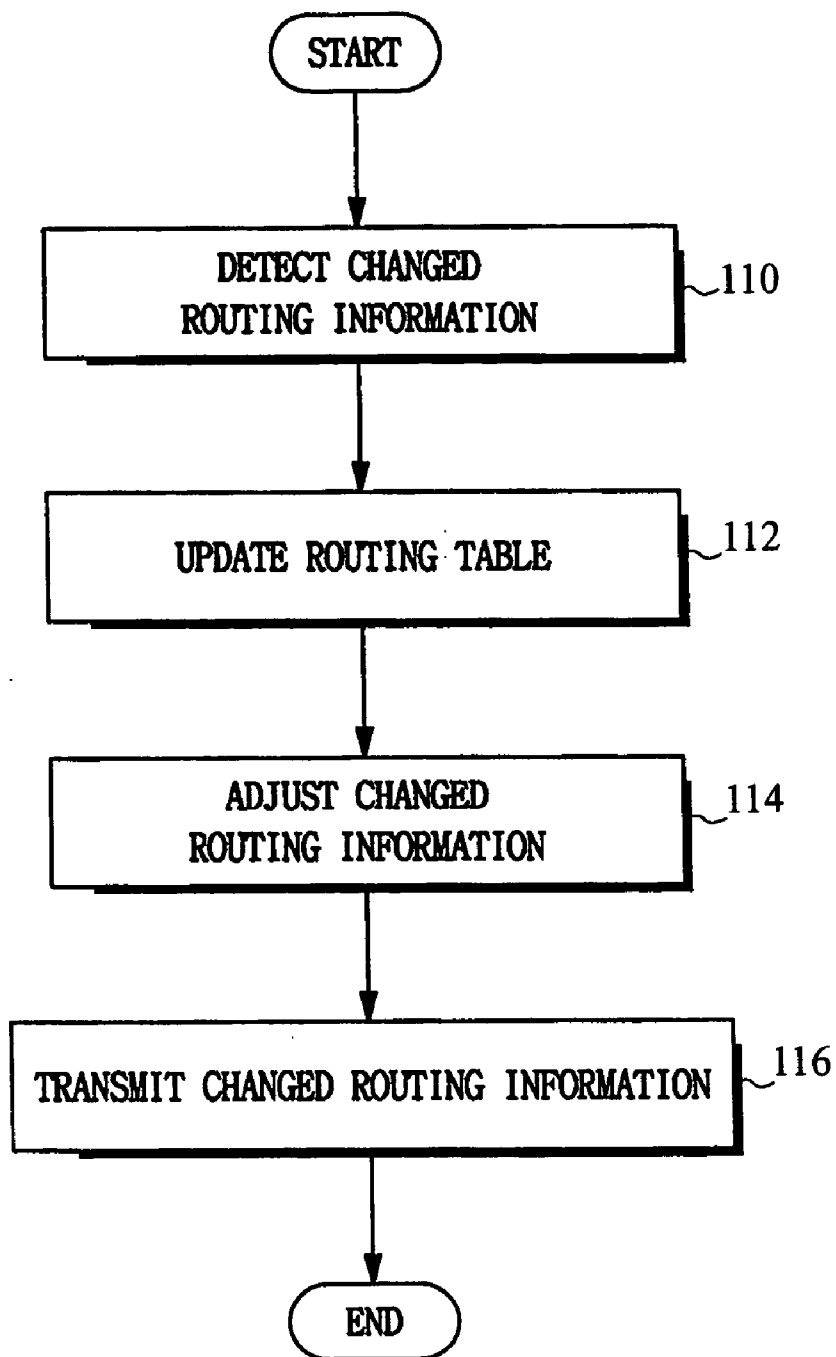 START
DETECT CHANGED
ROUTING INFORMATION
110
UPDATE ROUTING TABLE
112
ADJUST CHANGED
ROUTING INFORMATION
114
TRANSMIT CHANGED ROUTING INFORMATION
116
END